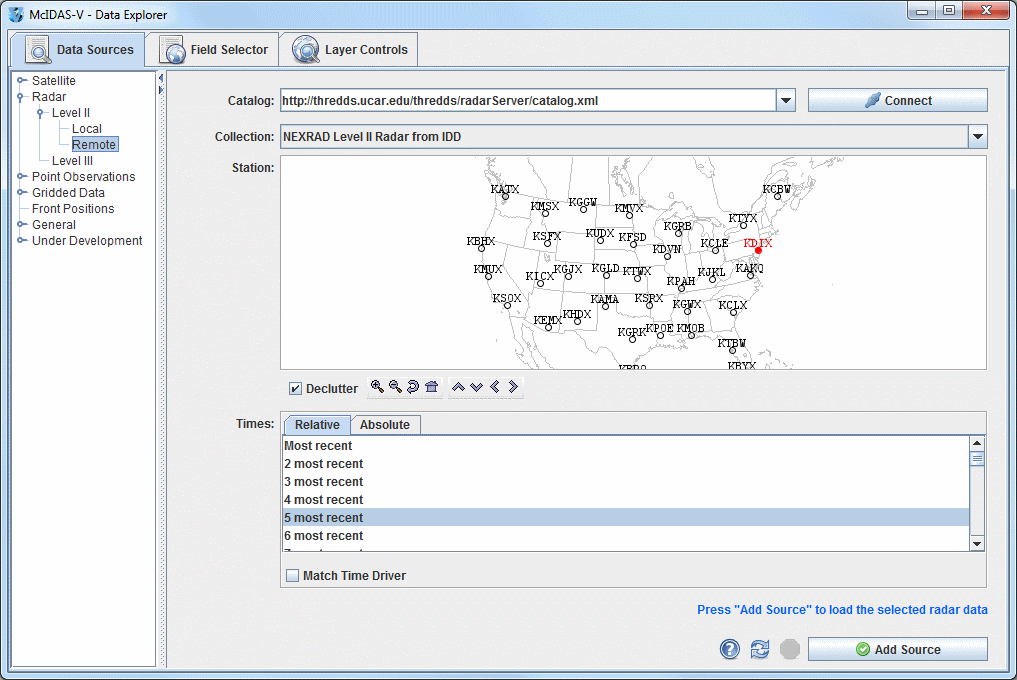 McIDAS-V - Data Explorer
Data Sources
Field Selector
Layer Controls
Satellite
Radar
Level II
Local
Remote
Level III
Point Observations
Gridded Data
Front Positions
General
Under Development
Catalog: http://thredds.ucar.edu/thredds/radarServer/catalog.xml
Connect
Collection: NEXRAD Level II Radar from IDD
Station:
KATX
KCBW
KMSX
KGGW
KMVX
KTYX
KGRB
KBHX
KSFX
KUDX
KFSD
KDVN
KCLE
KDIX
KMUX
KICX
KGJX
KGLD
KTWX
KPAH
KJKL
KAKQ
KSOX
KAMA
KSRX
KGWX
KCLX
KEMX
KHDX
KGRK
KPOE
KMOB
KTBW
KBYX
Declutter
Times:
Relative
Absolute
Most recent
2 most recent
3 most recent
4 most recent
5 most recent
6 most recent
Match Time Driver
Press "Add Source" to load the selected radar data
Add Source